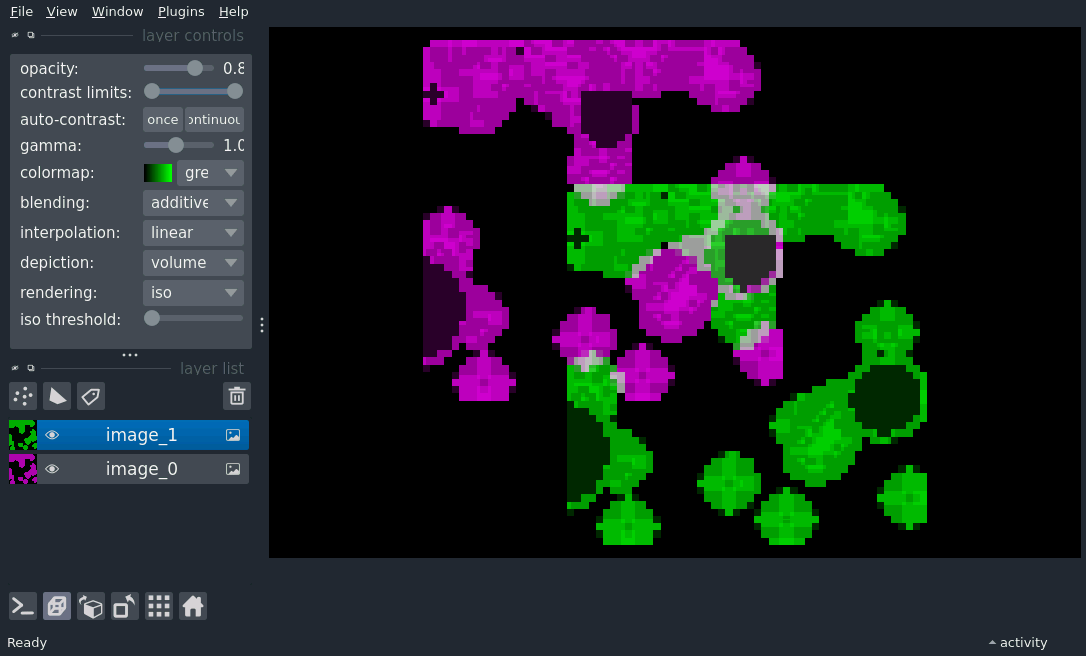 File View Window Plugins Help
layer controls
opacity: 0.8
contrast limits:
auto-contrast: once ontinuou
gamma: 1.0
colormap: gre
blending: additive
interpolation: linear
depiction: volume
rendering: iso
iso threshold:
layer list
image_1
image_0
Ready
activity